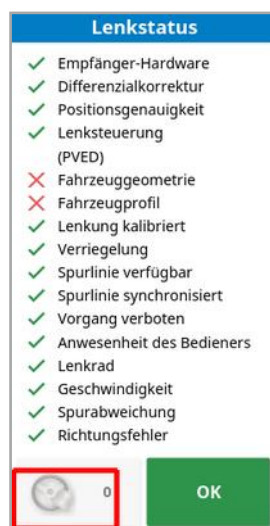 Lenkstatus
Empfänger-Hardware
Differenzialkorrektur
Positionsgenauigkeit
Lenksteuerung
(PVED)
Fahrzeuggeometrie
Fahrzeugprofil
Lenkung kalibriert
Verriegelung
Spurlinie verfügbar
Spurlinie synchronisiert
Vorgang verboten
Anwesenheit des Bedieners
Lenkrad
Geschwindigkeit
Spurabweichung
Richtungsfehler
0 OK